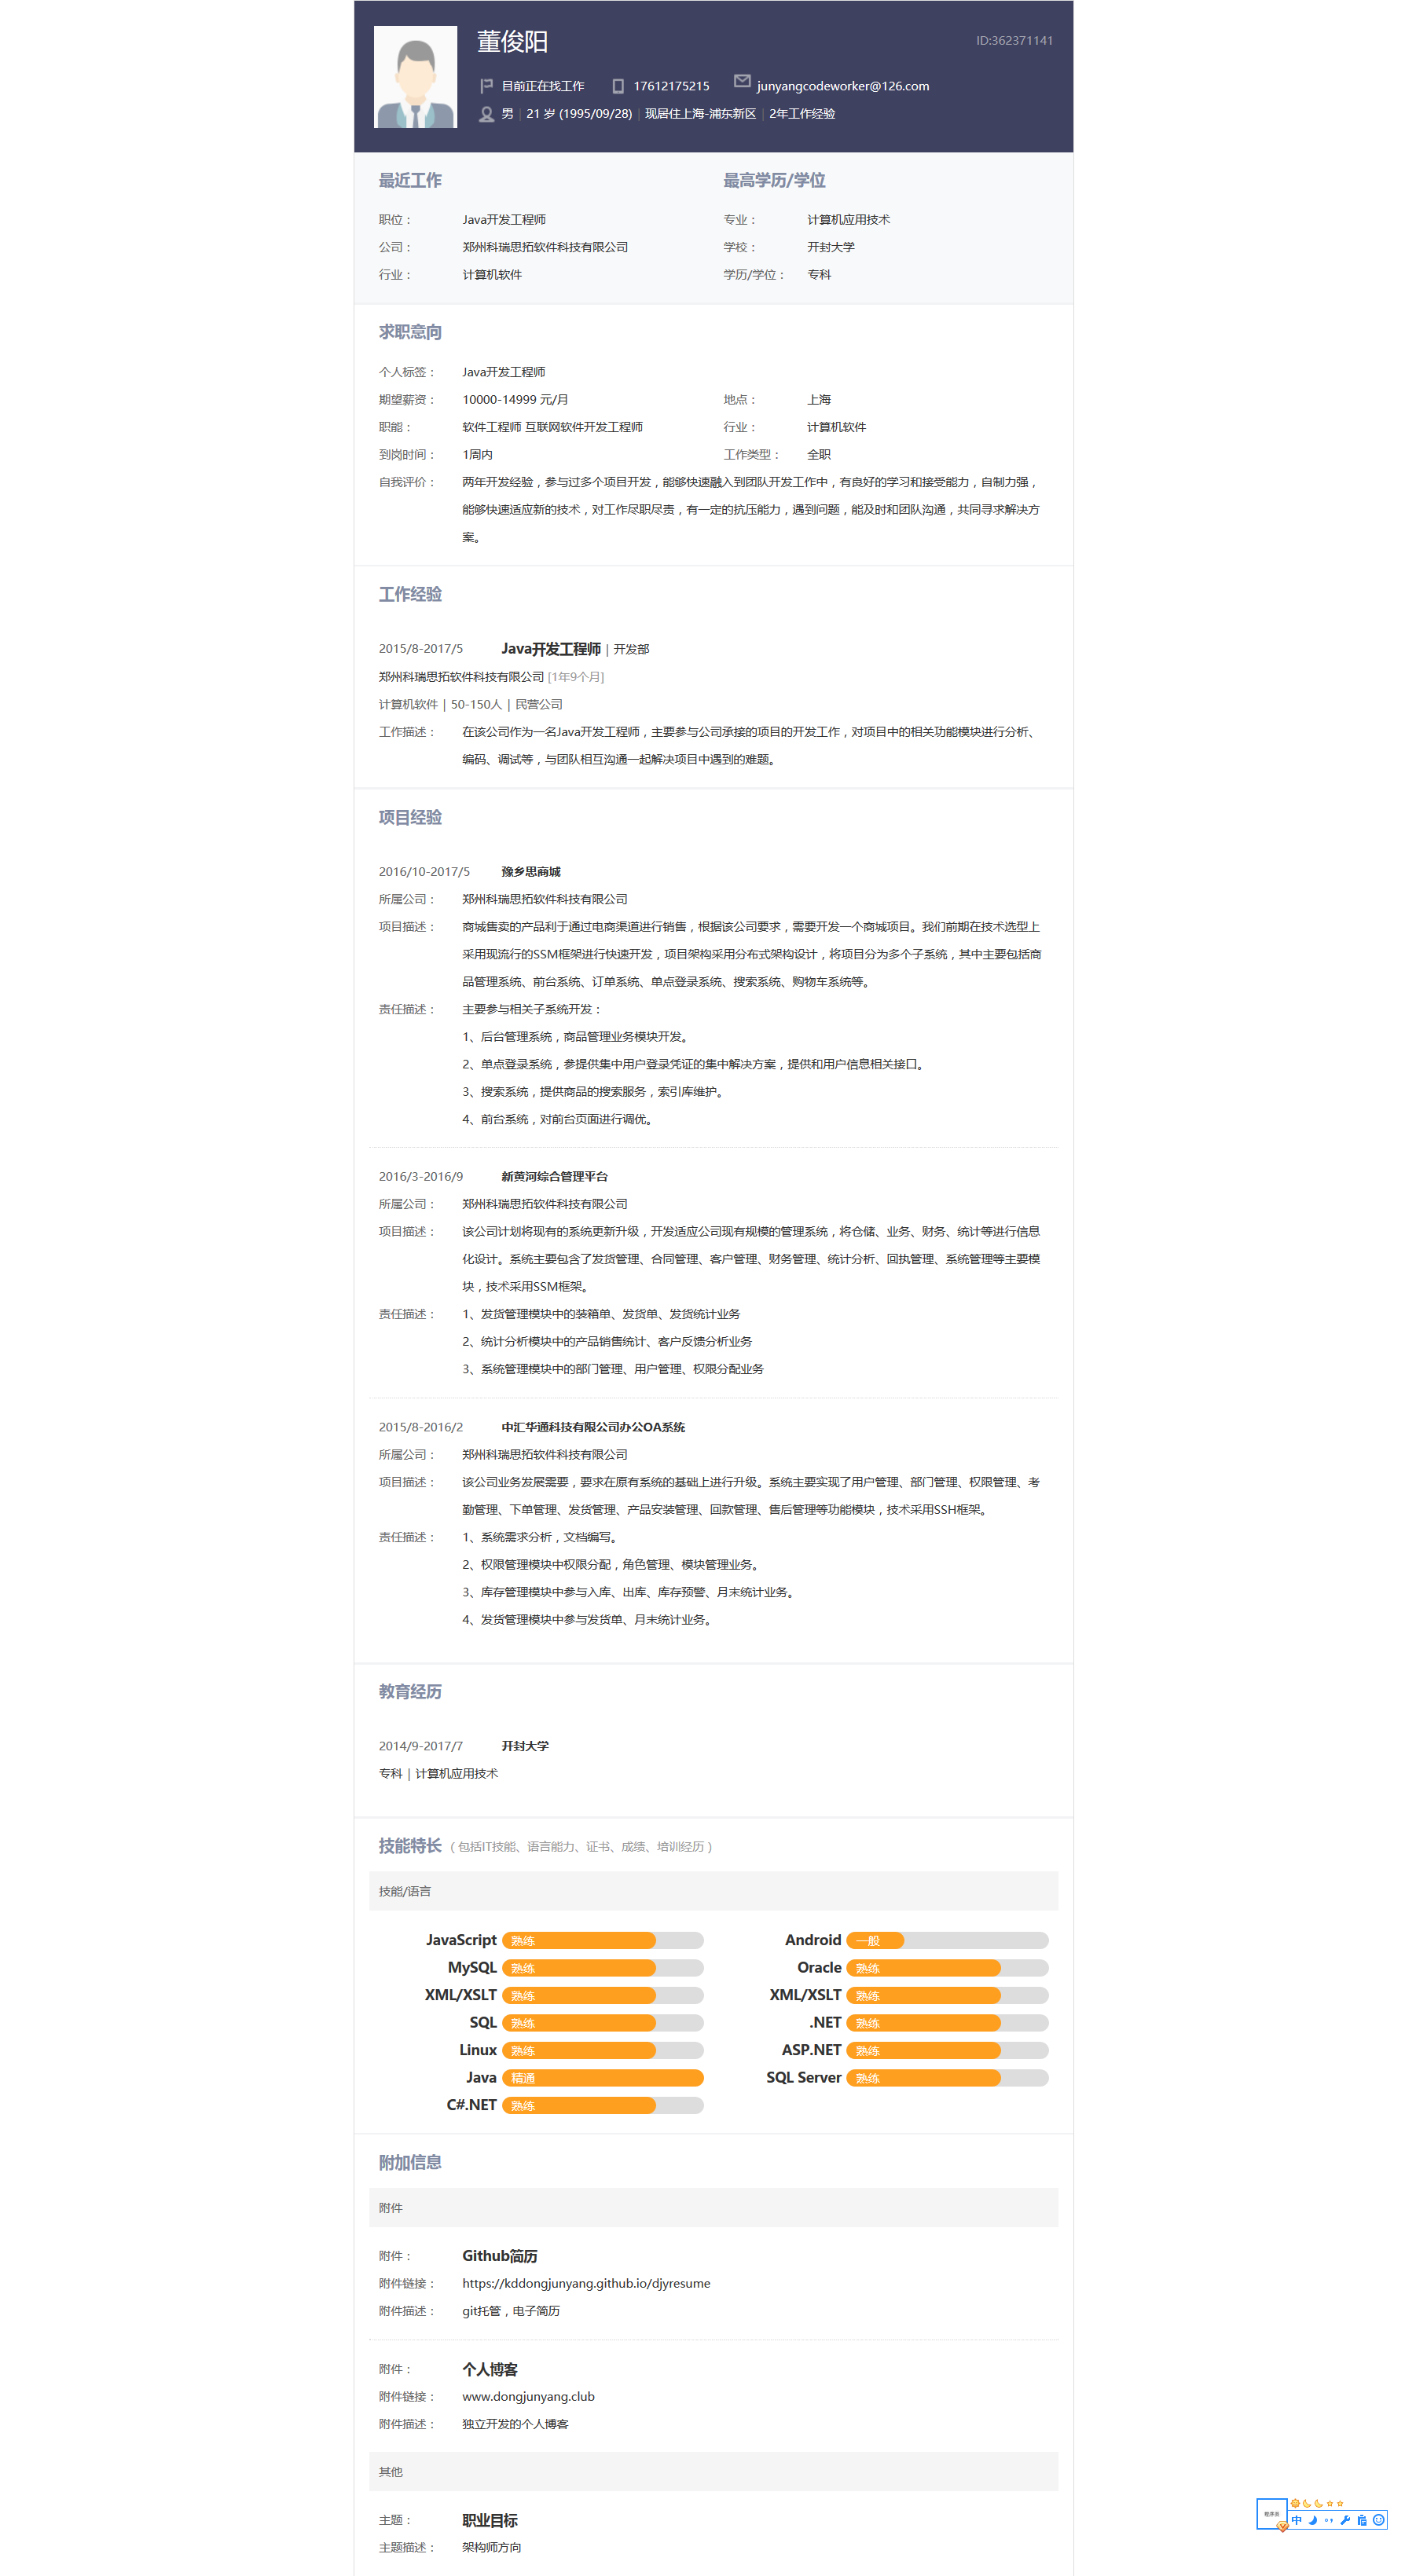 董俊阳
ID:362371141
目前正在找工作 17612175215 junyangcodeworker@126.com
男 | 21 岁 (1995/09/28) | 现居住上海-浦东新区 | 2年工作经验
最近工作 最高学历/学位
职位： Java开发工程师 专业： 计算机应用技术
公司： 郑州科瑞思拓软件科技有限公司 学校： 开封大学
行业： 计算机软件 学历/学位： 专科
求职意向
个人标签： Java开发工程师
期望薪资： 10000-14999 元/月 地点： 上海
职能： 软件工程师 互联网软件开发工程师 行业： 计算机软件
到岗时间： 1周内 工作类型： 全职
自我评价： 两年开发经验，参与过多个项目开发，能够快速融入到团队开发工作中，有良好的学习和接受能力，自制力强，
能够快速适应新的技术，对工作尽职尽责，有一定的抗压能力，遇到问题，能及时和团队沟通，共同寻求解决方
案。
工作经验
2015/8-2017/5 Java开发工程师 | 开发部
郑州科瑞思拓软件科技有限公司 [1年9个月]
计算机软件 | 50-150人 | 民营公司
工作描述： 在该公司作为一名Java开发工程师，主要参与公司承接的项目的开发工作，对项目中的相关功能模块进行分析、
编码、调试等，与团队相互沟通一起解决项目中遇到的难题。
项目经验
2016/10-2017/5 豫乡思商城
所属公司： 郑州科瑞思拓软件科技有限公司
项目描述： 商城售卖的产品利于通过电商渠道进行销售，根据该公司要求，需要开发一个商城项目。我们前期在技术选型上
采用现流行的SSM框架进行快速开发，项目架构采用分布式架构设计，将项目分为多个子系统，其中主要包括商
品管理系统、前台系统、订单系统、单点登录系统、搜索系统、购物车系统等。
责任描述： 主要参与相关子系统开发：
1、后台管理系统，商品管理业务模块开发。
2、单点登录系统，参提供集中用户登录凭证的集中解决方案，提供和用户信息相关接口。
3、搜索系统，提供商品的搜索服务，索引库维护。
4、前台系统，对前台页面进行调优。
2016/3-2016/9 新黄河综合管理平台
所属公司： 郑州科瑞思拓软件科技有限公司
项目描述： 该公司计划将现有的系统更新升级，开发适应公司现有规模的管理系统，将仓储、业务、财务、统计等进行信息
化设计。系统主要包含了发货管理、合同管理、客户管理、财务管理、统计分析、回执管理、系统管理等主要模
块，技术采用SSM框架。
责任描述： 1、发货管理模块中的装箱单、发货单、发货统计业务
2、统计分析模块中的产品销售统计、客户反馈分析业务
3、系统管理模块中的部门管理、用户管理、权限分配业务
2015/8-2016/2 中汇华通科技有限公司办公OA系统
所属公司： 郑州科瑞思拓软件科技有限公司
项目描述： 该公司业务发展需要，要求在原有系统的基础上进行升级。系统主要实现了用户管理、部门管理、权限管理、考
勤管理、下单管理、发货管理、产品安装管理、回款管理、售后管理等功能模块，技术采用SSH框架。
责任描述： 1、系统需求分析，文档编写。
2、权限管理模块中权限分配，角色管理、模块管理业务。
3、库存管理模块中参与入库、出库、库存预警、月末统计业务。
4、发货管理模块中参与发货单、月末统计业务。
教育经历
2014/9-2017/7 开封大学
专科 | 计算机应用技术
技能特长 （包括IT技能、语言能力、证书、成绩、培训经历）
技能/语言
JavaScript 熟练 Android 一般
MySQL 熟练 Oracle 熟练
XML/XSLT 熟练 XML/XSLT 熟练
SQL 熟练 .NET 熟练
Linux 熟练 ASP.NET 熟练
Java 精通 SQL Server 熟练
C#.NET 熟练
附加信息
附件
附件： Github简历
附件链接： https://kddongjunyang.github.io/djyresume
附件描述： git托管，电子简历
附件： 个人博客
附件链接： www.dongjunyang.club
附件描述： 独立开发的个人博客
其他
主题： 职业目标
主题描述： 架构师方向
程序员
中